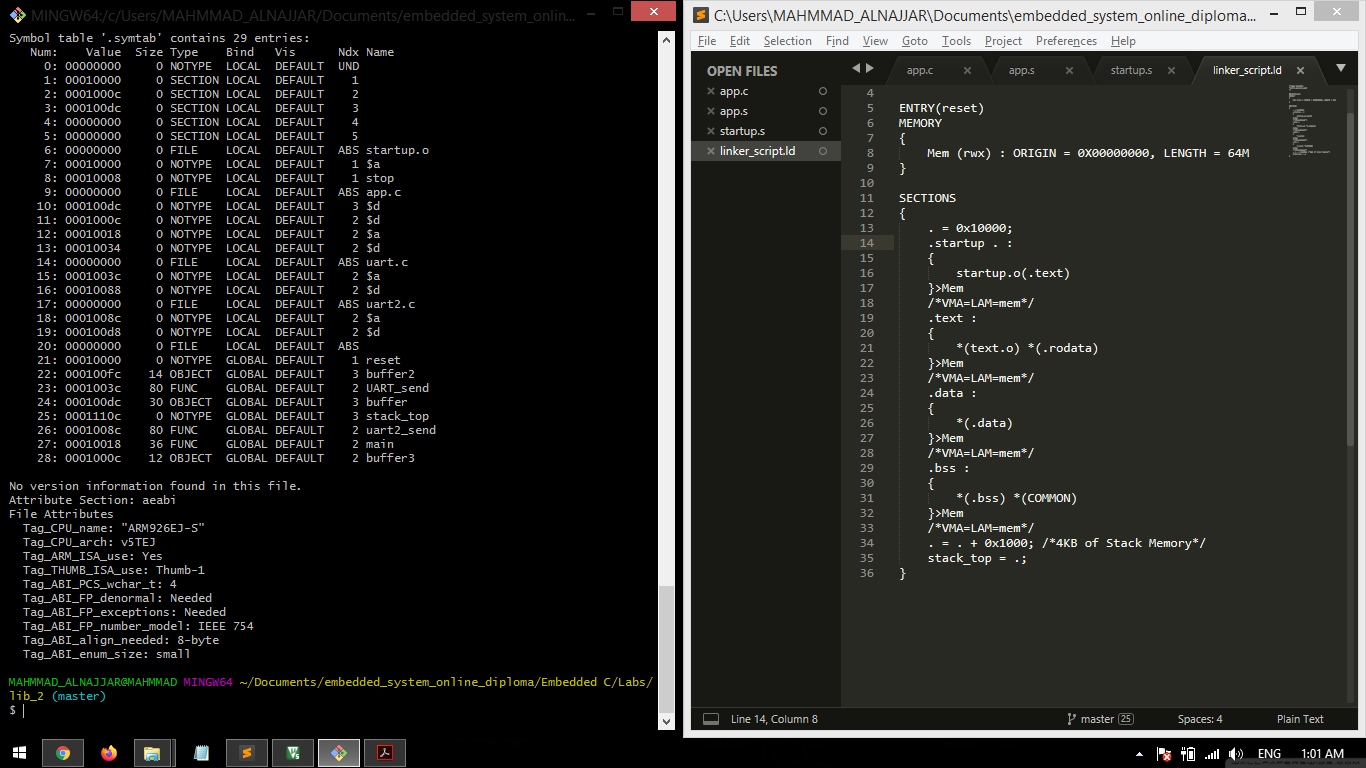 MINGW64:/c/Users/MAHMMAD_ALNAJJAR/Documents/embedded_system_onlin...
Symbol table '.symtab' contains 29 entries:
   Num:    Value  Size Type    Bind   Vis      Ndx Name
     0: 00000000     0 NOTYPE  LOCAL  DEFAULT  UND
     1: 00010000     0 SECTION LOCAL  DEFAULT    1
     2: 0001000c     0 SECTION LOCAL  DEFAULT    2
     3: 000100dc     0 SECTION LOCAL  DEFAULT    3
     4: 00000000     0 SECTION LOCAL  DEFAULT    4
     5: 00000000     0 SECTION LOCAL  DEFAULT    5
     6: 00000000     0 FILE    LOCAL  DEFAULT  ABS startup.o
     7: 00010000     0 NOTYPE  LOCAL  DEFAULT    1 $a
     8: 00010008     0 NOTYPE  LOCAL  DEFAULT    1 stop
     9: 00000000     0 FILE    LOCAL  DEFAULT  ABS app.c
    10: 000100dc     0 NOTYPE  LOCAL  DEFAULT    3 $d
    11: 0001000c     0 NOTYPE  LOCAL  DEFAULT    2 $d
    12: 00010018     0 NOTYPE  LOCAL  DEFAULT    2 $a
    13: 00010034     0 NOTYPE  LOCAL  DEFAULT    2 $d
    14: 00000000     0 FILE    LOCAL  DEFAULT  ABS uart.c
    15: 0001003c     0 NOTYPE  LOCAL  DEFAULT    2 $a
    16: 00010088     0 NOTYPE  LOCAL  DEFAULT    2 $d
    17: 00000000     0 FILE    LOCAL  DEFAULT  ABS uart2.c
    18: 0001008c     0 NOTYPE  LOCAL  DEFAULT    2 $a
    19: 000100d8     0 NOTYPE  LOCAL  DEFAULT    2 $d
    20: 00000000     0 FILE    LOCAL  DEFAULT  ABS
    21: 00010000     0 NOTYPE  GLOBAL DEFAULT    1 reset
    22: 000100fc    14 OBJECT  GLOBAL DEFAULT    3 buffer2
    23: 0001003c    80 FUNC    GLOBAL DEFAULT    2 UART_send
    24: 000100dc    30 OBJECT  GLOBAL DEFAULT    3 buffer
    25: 0001110c     0 NOTYPE  GLOBAL DEFAULT    3 stack_top
    26: 0001008c    80 FUNC    GLOBAL DEFAULT    2 uart2_send
    27: 00010018    36 FUNC    GLOBAL DEFAULT    2 main
    28: 0001000c    12 OBJECT  GLOBAL DEFAULT    2 buffer3
No version information found in this file.
Attribute Section: aeabi
File Attributes
  Tag_CPU_name: "ARM926EJ-S"
  Tag_CPU_arch: v5TEJ
  Tag_ARM_ISA_use: Yes
  Tag_THUMB_ISA_use: Thumb-1
  Tag_ABI_PCS_wchar_t: 4
  Tag_ABI_FP_denormal: Needed
  Tag_ABI_FP_exceptions: Needed
  Tag_ABI_FP_number_model: IEEE 754
  Tag_ABI_align_needed: 8-byte
  Tag_ABI_enum_size: small
MAHMMAD_ALNAJJAR@MAHMMAD MINGW64 ~/Documents/embedded_system_online_diploma/Embedded C/Labs/
lib_2 (master)
$
C:\Users\MAHMMAD_ALNAJJAR\Documents\embedded_system_online_diploma...
File Edit Selection Find View Goto Tools Project Preferences Help
OPEN FILES
app.c
app.s
startup.s
linker_script.ld
app.c app.s startup.s linker_script.ld
4
5 ENTRY(reset)
6 MEMORY
7 {
8     Mem (rwx) : ORIGIN = 0X00000000, LENGTH = 64M
9 }
10
11 SECTIONS
12 {
13     . = 0x10000;
14     .startup . :
15     {
16         startup.o(.text)
17     }>Mem
18     /*VMA=LAM=mem*/
19     .text :
20     {
21         *(text.o) *(.rodata)
22     }>Mem
23     /*VMA=LAM=mem*/
24     .data :
25     {
26         *(.data)
27     }>Mem
28     /*VMA=LAM=mem*/
29     .bss :
30     {
31         *(.bss) *(COMMON)
32     }>Mem
33     /*VMA=LAM=mem*/
34     . = . + 0x1000; /*4KB of Stack Memory*/
35     stack_top = .;
36 }
Line 14, Column 8 master 25 Spaces: 4 Plain Text
ENG 1:01 AM